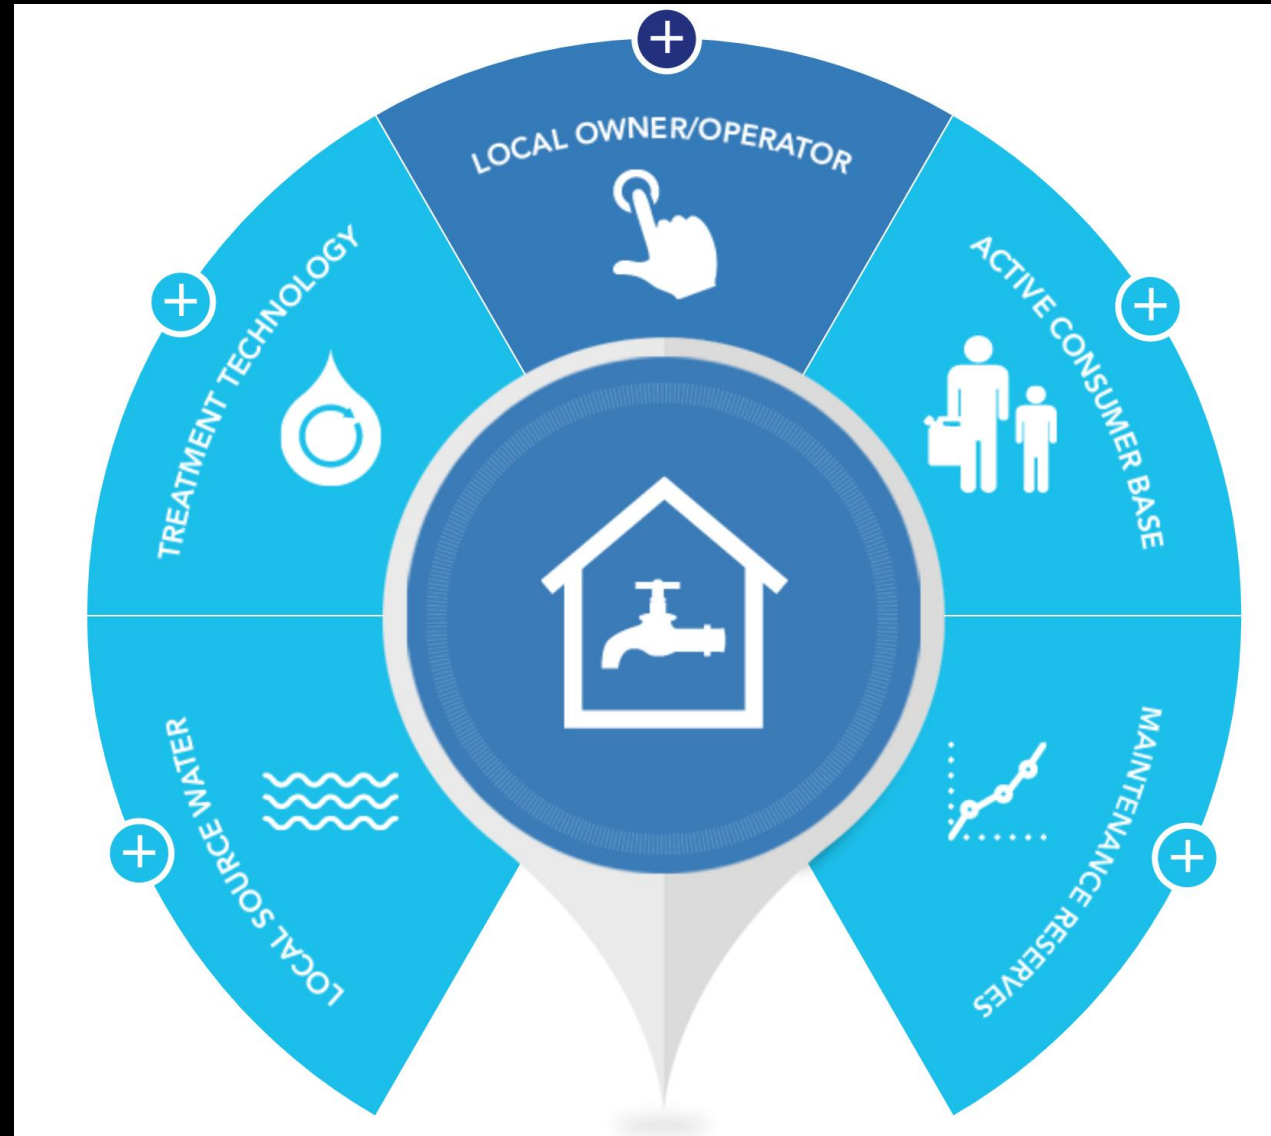 LOCAL OWNER/OPERATOR
TREATMENT TECHNOLOGY
ACTIVE CONSUMER BASE
LOCAL SOURCE WATER
MAINTENANCE RESERVES